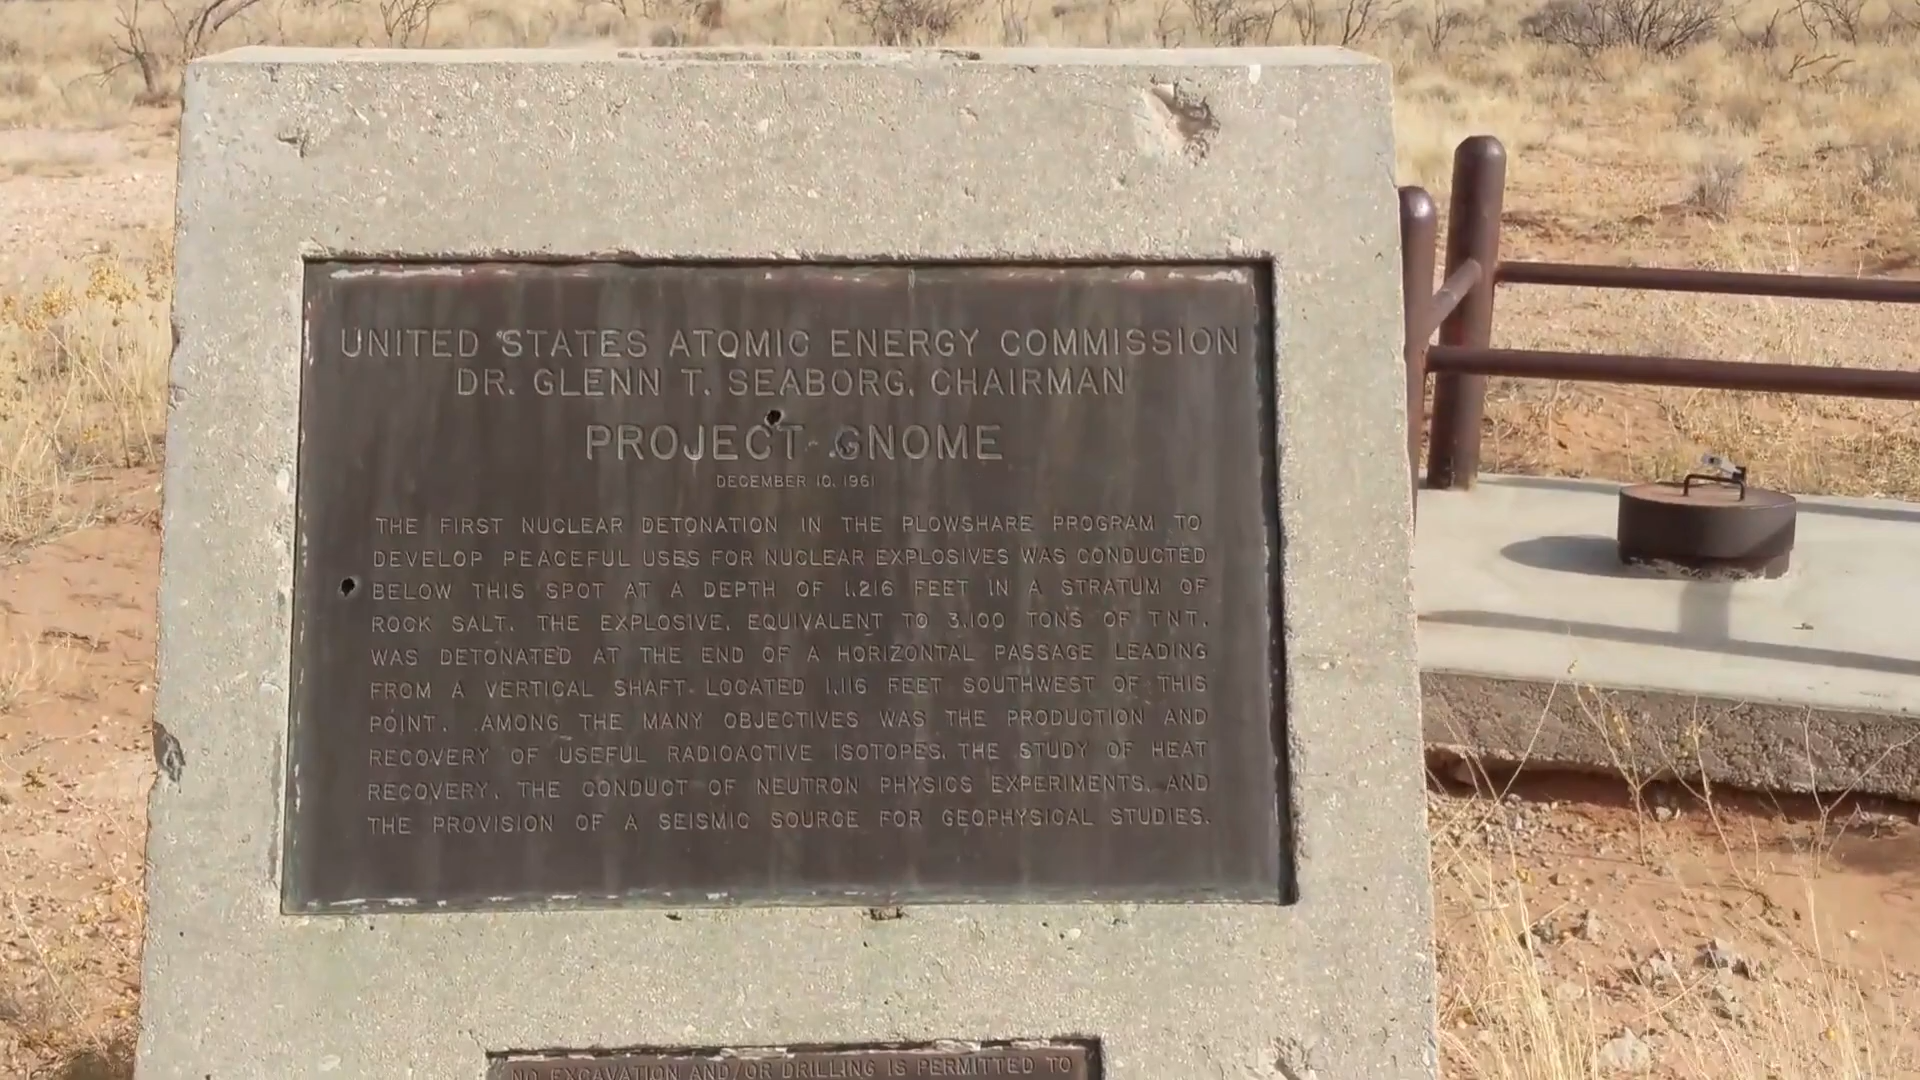 UNITED STATES ATOMIC ENERGY COMMISSION
DR. GLENN T. SEABORG, CHAIRMAN
PROJECT GNOME
DECEMBER 10, 1961
THE FIRST NUCLEAR DETONATION IN THE PLOWSHARE PROGRAM TO
DEVELOP PEACEFUL USES FOR NUCLEAR EXPLOSIVES WAS CONDUCTED
BELOW THIS SPOT AT A DEPTH OF 1,216 FEET IN A STRATUM OF
ROCK SALT. THE EXPLOSIVE, EQUIVALENT TO 3,100 TONS OF TNT,
WAS DETONATED AT THE END OF A HORIZONTAL PASSAGE LEADING
FROM A VERTICAL SHAFT LOCATED 1,116 FEET SOUTHWEST OF THIS
POINT. AMONG THE MANY OBJECTIVES WAS THE PRODUCTION AND
RECOVERY OF USEFUL RADIOACTIVE ISOTOPES, THE STUDY OF HEAT
RECOVERY, THE CONDUCT OF NEUTRON PHYSICS EXPERIMENTS, AND
THE PROVISION OF A SEISMIC SOURCE FOR GEOPHYSICAL STUDIES.
NO EXCAVATION AND/OR DRILLING IS PERMITTED TO